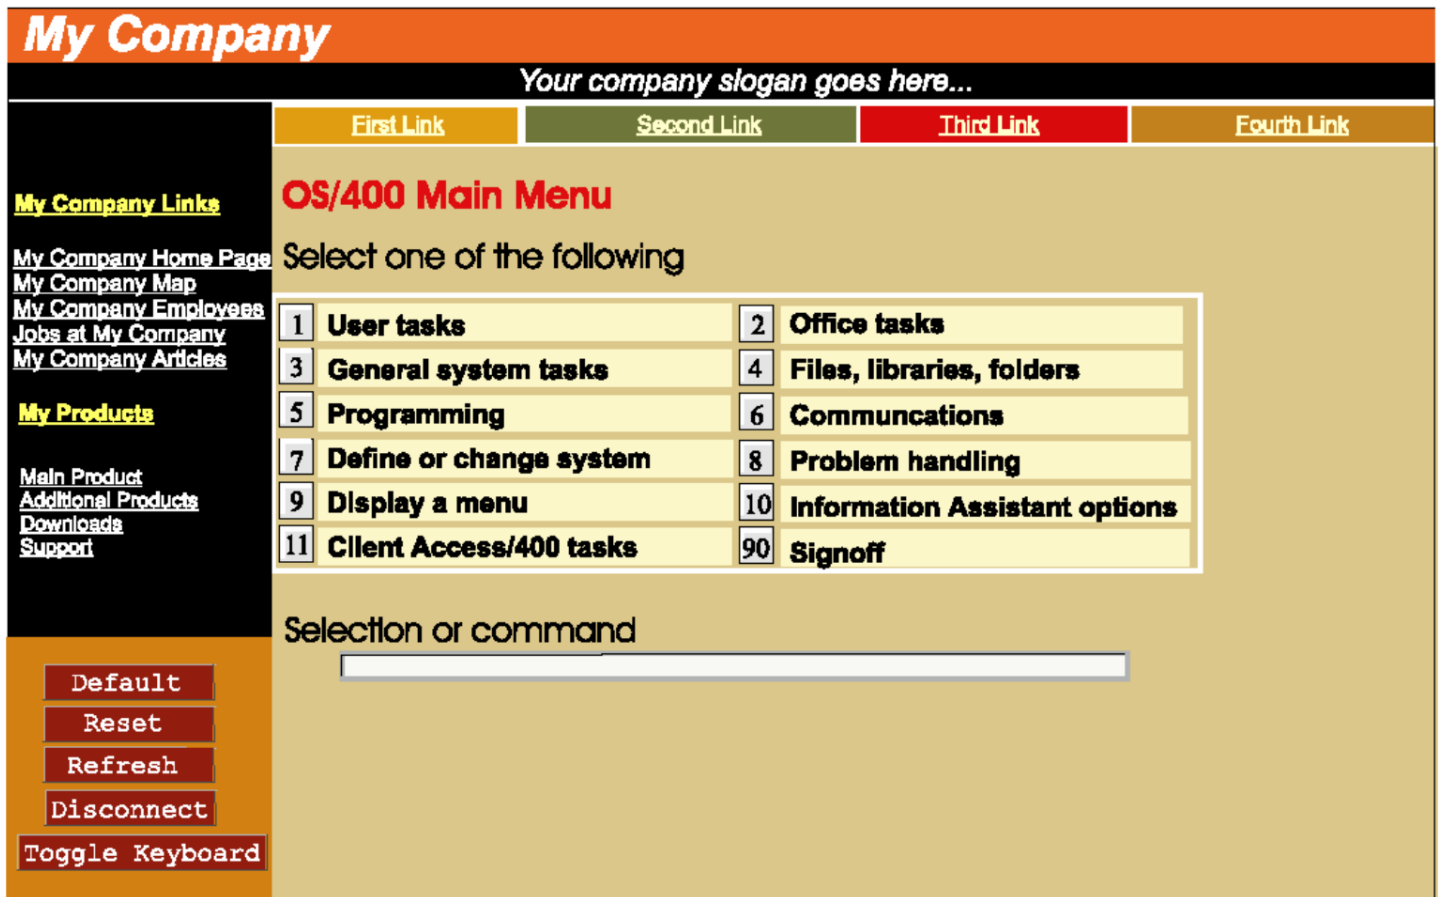 My Company
Your company slogan goes here...
First Link Second Link Third Link Fourth Link
My Company Links
My Company Home Page
My Company Map
My Company Employees
Jobs at My Company
My Company Articles
My Products
Main Product
Additional Products
Downloads
Support
Default
Reset
Refresh
Disconnect
Toggle Keyboard
OS/400 Main Menu
Select one of the following
1 User tasks 2 Office tasks
3 General system tasks 4 Files, libraries, folders
5 Programming 6 Communcations
7 Define or change system 8 Problem handling
9 Display a menu 10 Information Assistant options
11 Client Access/400 tasks 90 Signoff
Selection or command